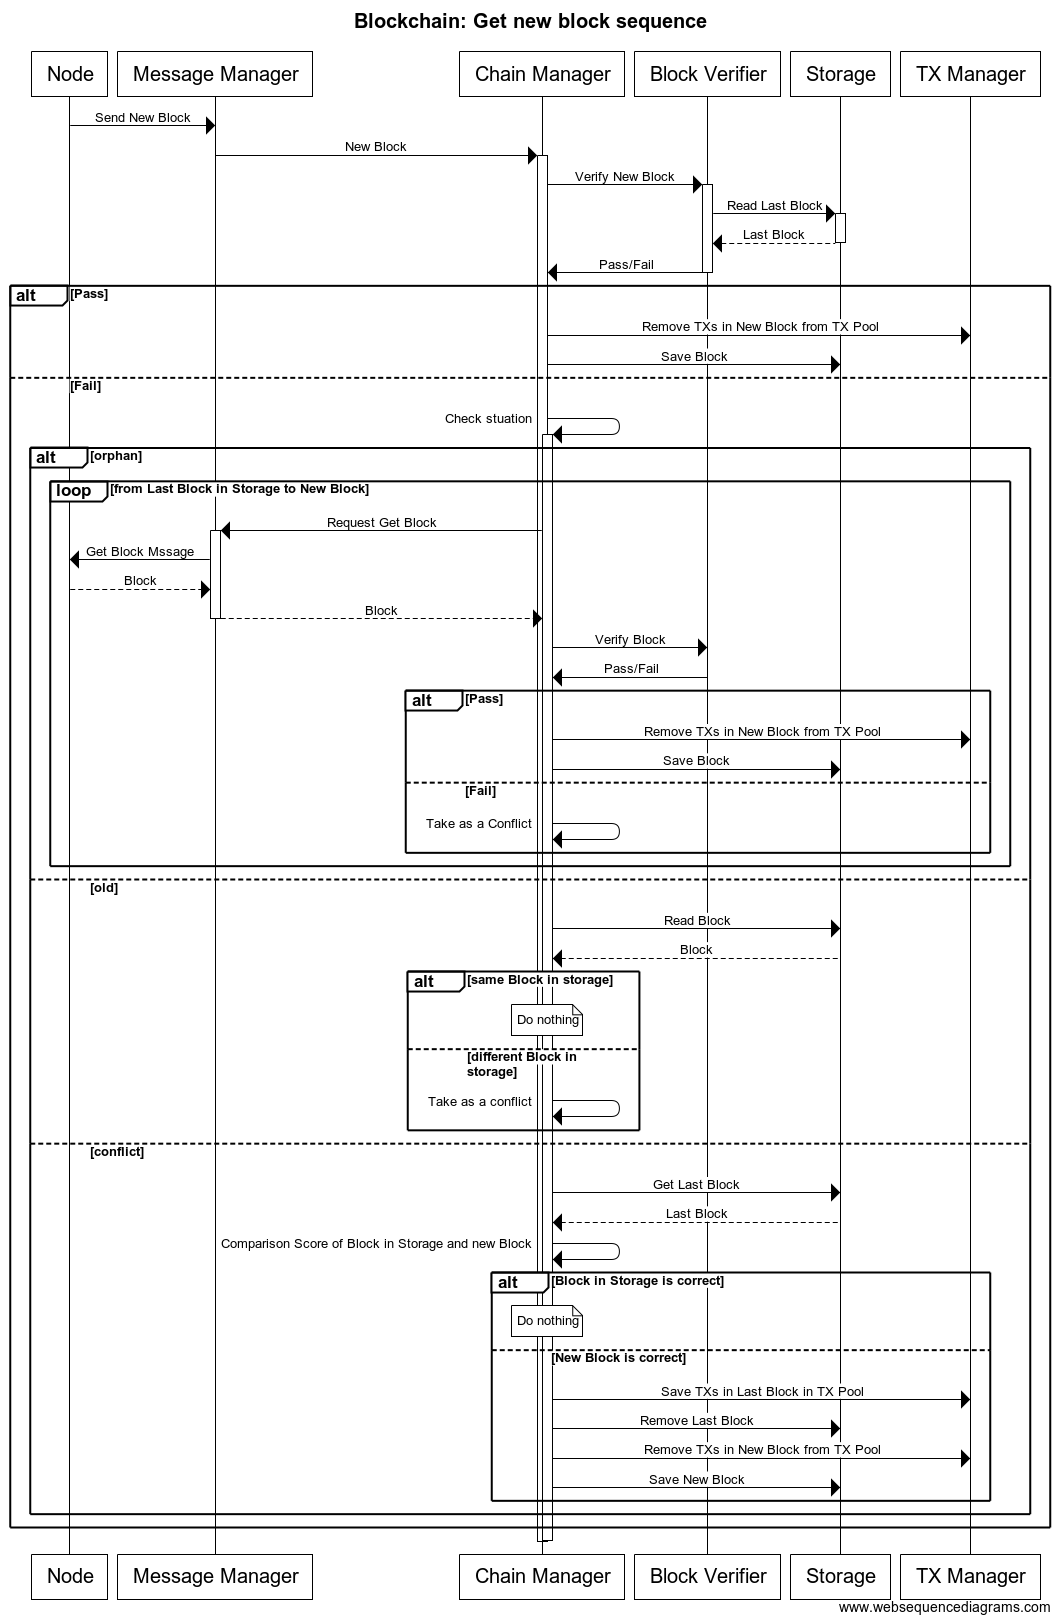 Blockchain: Get new block sequence
Node
Message Manager
Chain Manager
Block Verifier
Storage
TX Manager
Send New Block
New Block
Verify New Block
Read Last Block
Last Block
Pass/Fail
alt
[Pass]
Remove TXs in New Block from TX Pool
Save Block
[Fail]
Check stuation
alt
[orphan]
loop
[from Last Block in Storage to New Block]
Request Get Block
Get Block Mssage
Block
Block
Verify Block
Pass/Fail
alt
[Pass]
Remove TXs in New Block from TX Pool
Save Block
[Fail]
Take as a Conflict
[old]
Read Block
Block
alt
[same Block in storage]
Do nothing
[different Block in
storage]
Take as a conflict
[conflict]
Get Last Block
Last Block
Comparison Score of Block in Storage and new Block
alt
[Block in Storage is correct]
Do nothing
[New Block is correct]
Save TXs in Last Block in TX Pool
Remove Last Block
Remove TXs in New Block from TX Pool
Save New Block
Node
Message Manager
Chain Manager
Block Verifier
Storage
TX Manager
www.websequencediagrams.com